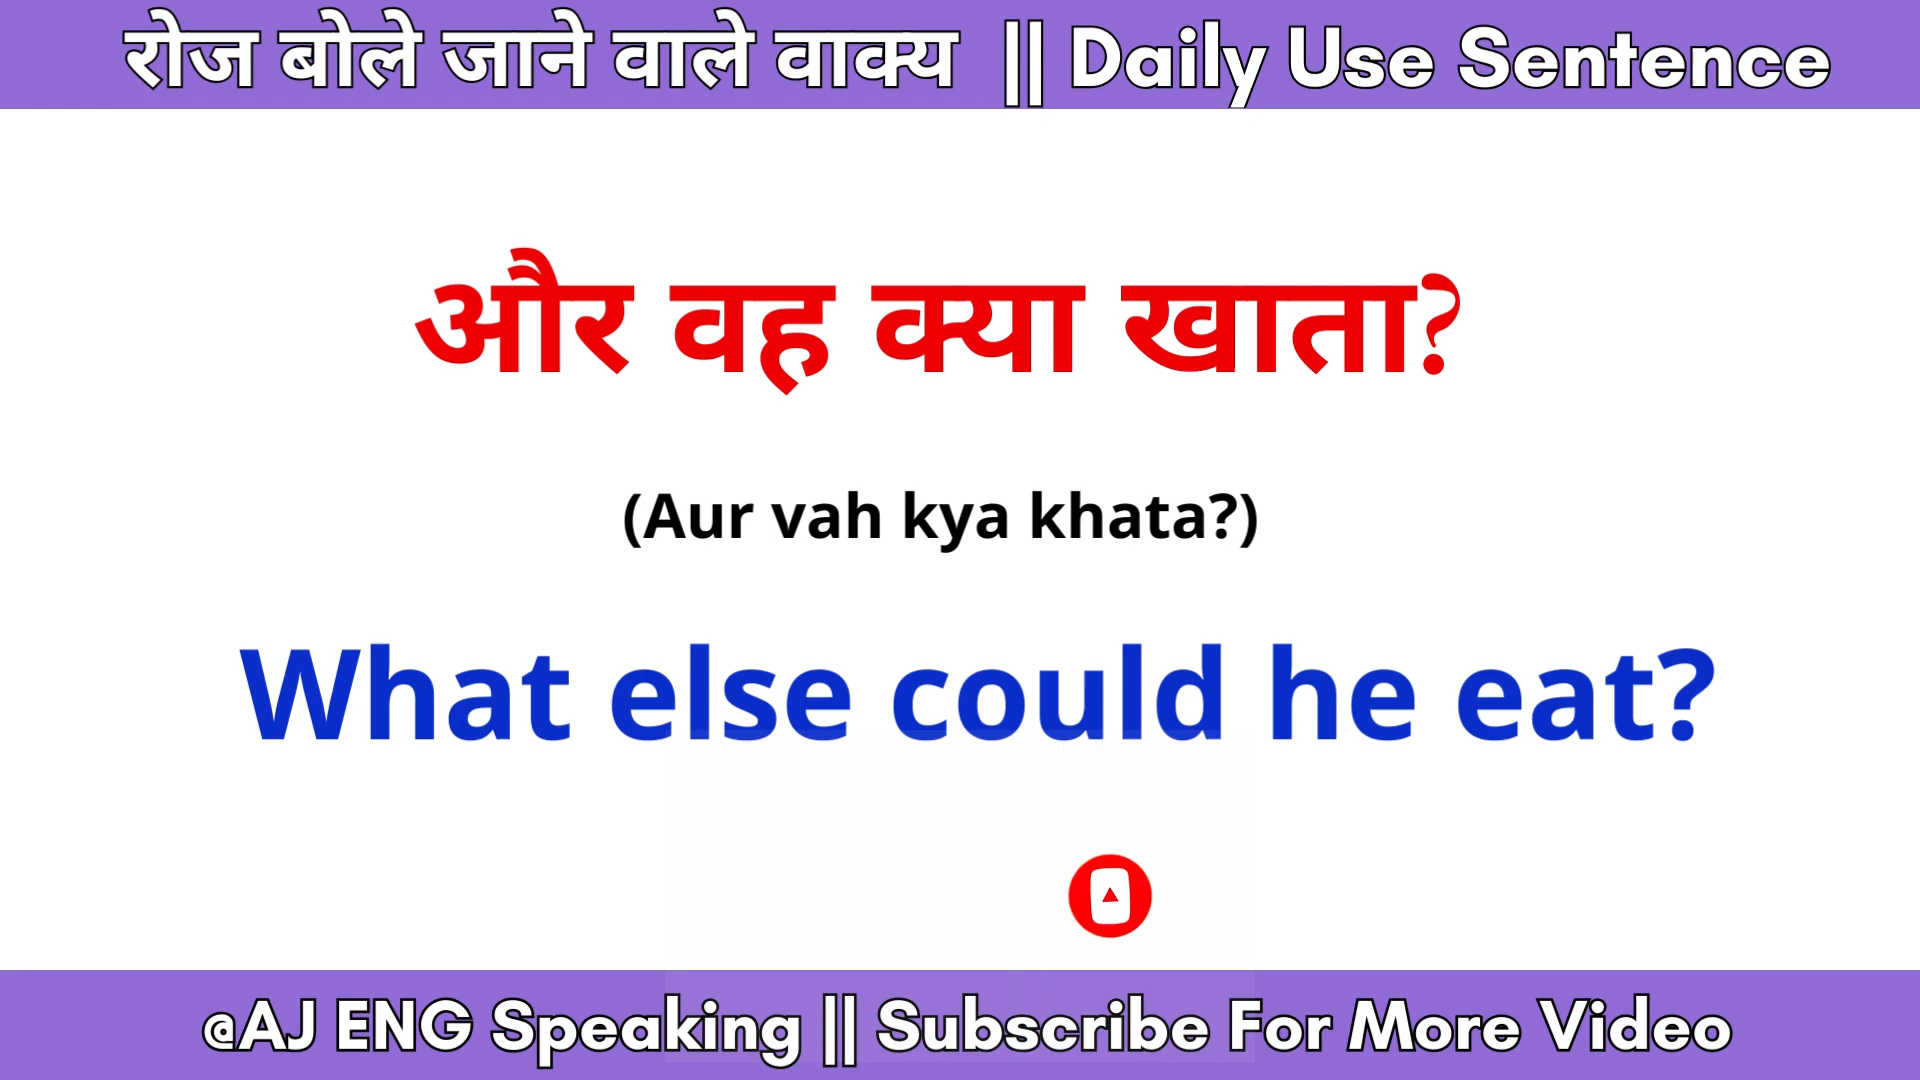 रोज बोले जाने वाले वाक्य || Daily Use Sentence
और वह क्या खाता?
(Aur vah kya khata?)
What else could he eat?
@AJ ENG Speaking || Subscribe For More Video